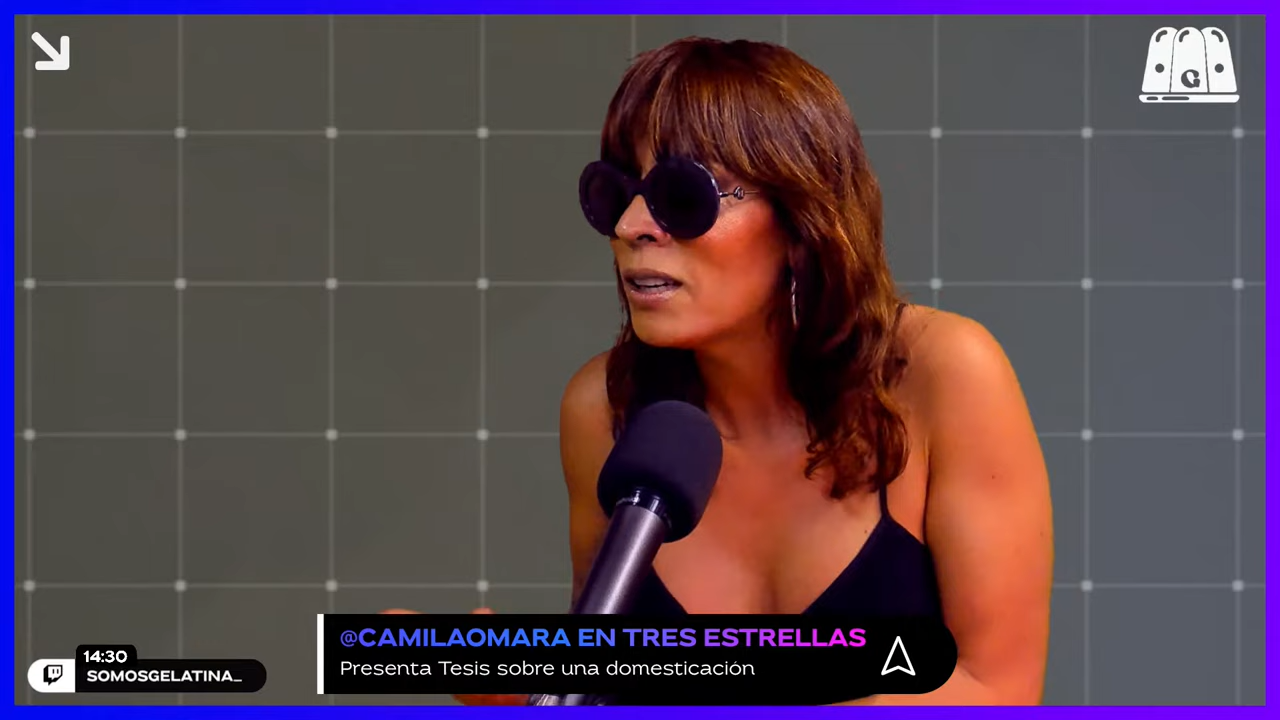 @CAMILAOMARA EN TRES ESTRELLAS
Presenta Tesis sobre una domesticación
14:30
SOMOSGELATINA_